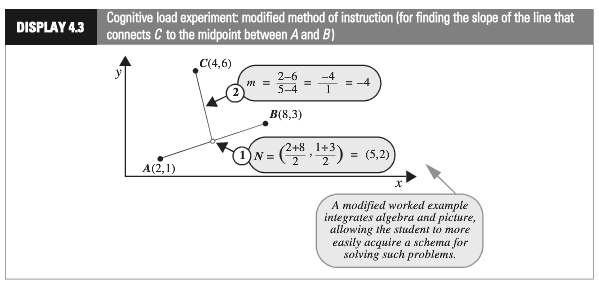 DISPLAY 4.3
Cognitive load experiment: modified method of instruction (for finding the slope of the line that
connects C to the midpoint between A and B)
y
C(4,6)
2
m = 2–6/5–4 = –4/1 = –4
B(8,3)
1
N = (2+8/2, 1+3/2) = (5,2)
A(2,1)
x
A modified worked example
integrates algebra and picture,
allowing the student to more
easily acquire a schema for
solving such problems.